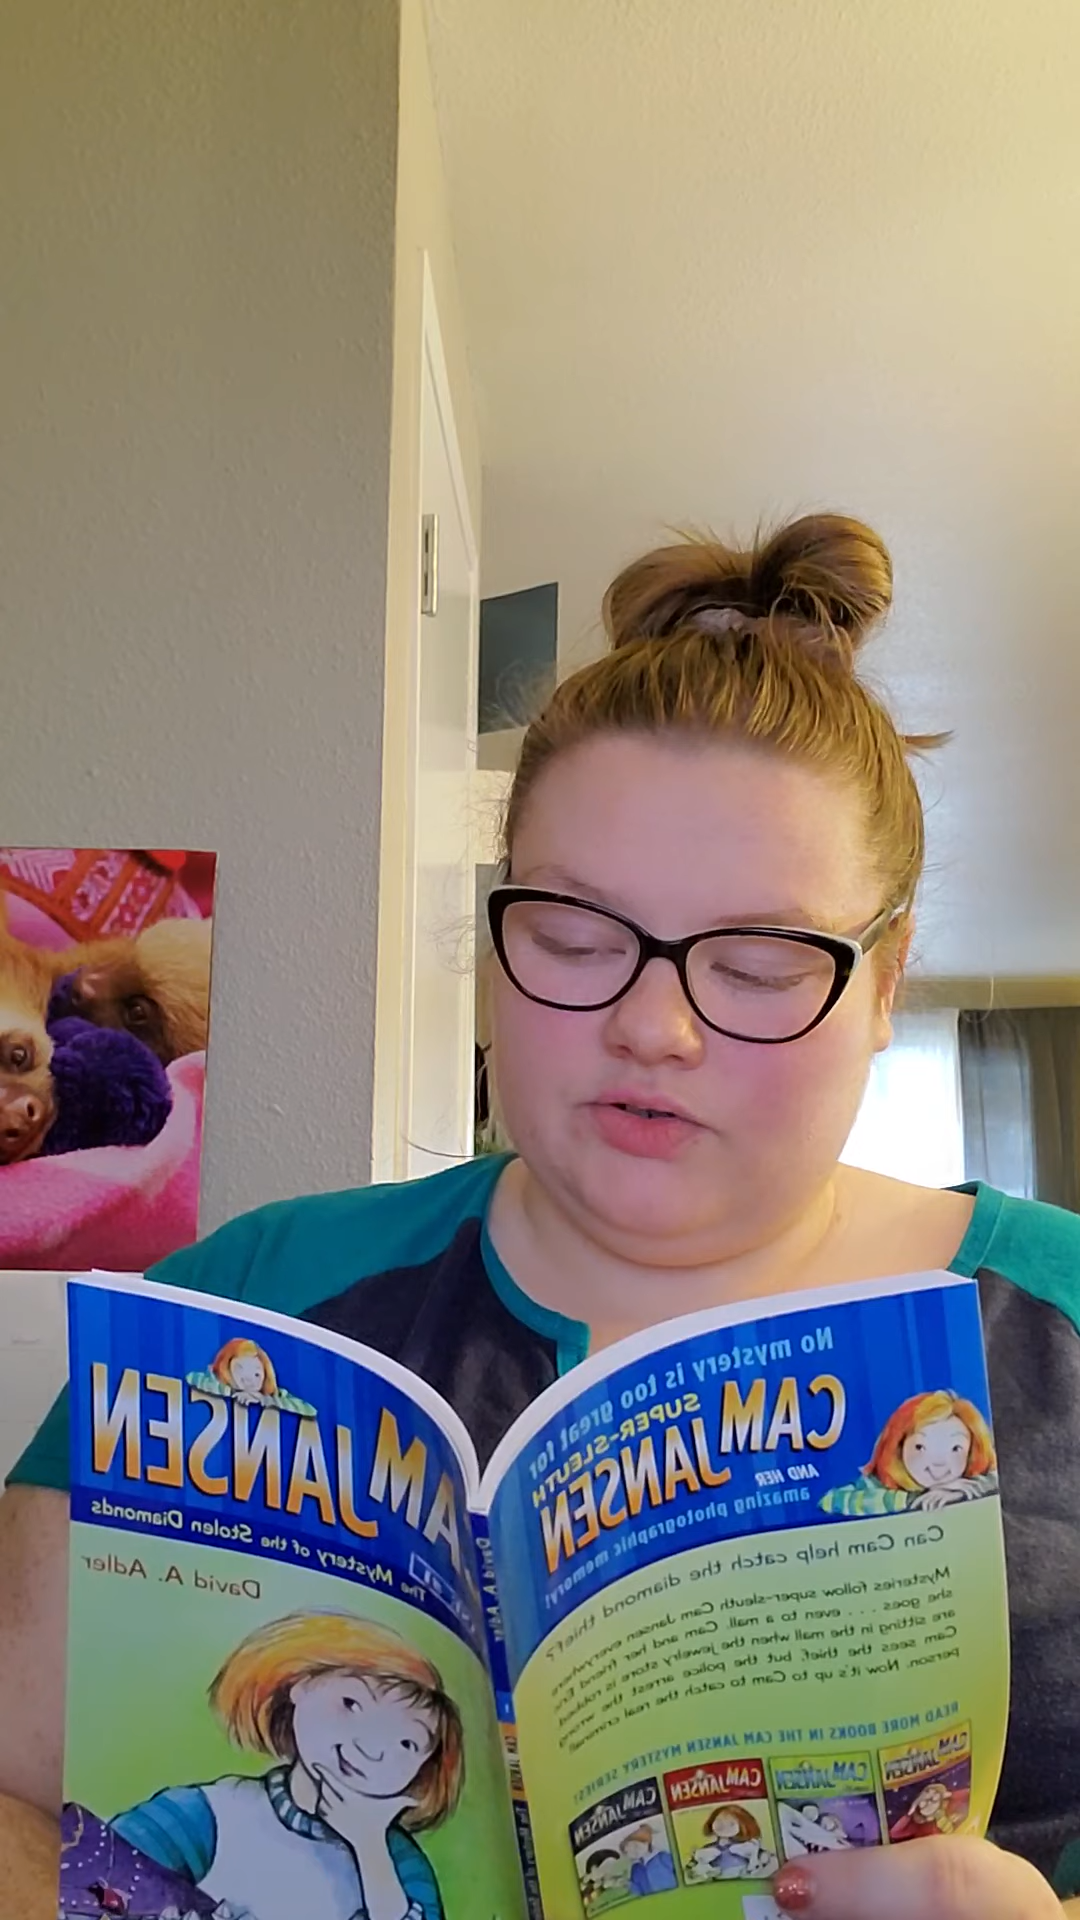 CAM JANSEN
The Mystery of the Stolen Diamonds
David A. Adler
David A. Adler
CAM JANSEN
No mystery is too great for
SUPER-SLEUTH
CAM JANSEN
AND HER
amazing photographic memory!
Can Cam help catch the diamond thief?
Mysteries follow super-sleuth Cam Jansen everywhere
she goes . . . even to a mall. Cam and her friend Eric
are sitting in the mall when the jewelry store is robbed.
Cam sees the thief, but the police arrest the wrong
person. Now it's up to Cam to catch the real criminal!
READ MORE BOOKS IN THE CAM JANSEN MYSTERY SERIES!
CAM JANSEN
CAM JANSEN
CAM JANSEN
CAM JANSEN